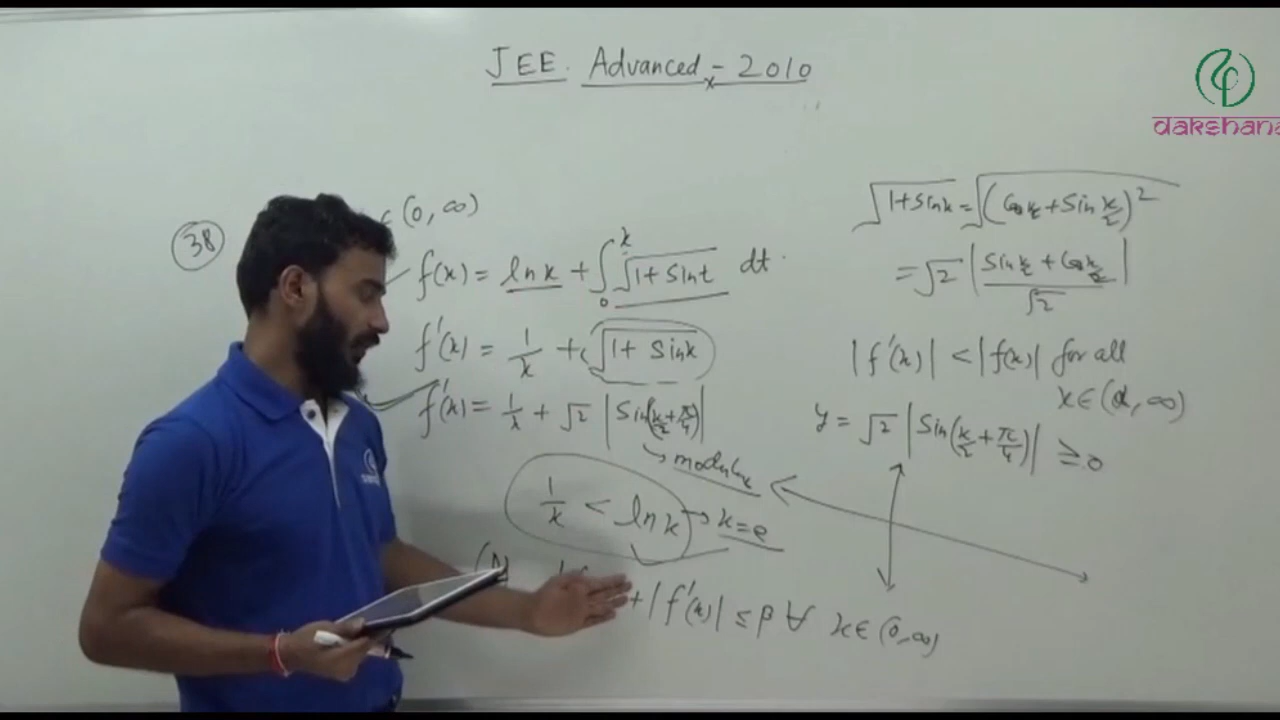 JEE. Advanced - 2010
dakshana
38
(0, ∞)
f(x) = ln x + ∫₀ˣ √(1 + Sin t) dt.
f'(x) = 1/x + √(1 + Sin x)
f'(x) = 1/x + √2 |Sin(x/2 + π/4)|
modulus
1/x < ln x → x = e
(A)
+ |f'(x)| ≤ β ∀ x ∈ (0, ∞)
√(1 + Sin x) = √((Cos x/2 + Sin x/2)²)
= √2 |(Sin x/2 + Cos x/2)/√2|
|f'(x)| < |f(x)| for all
x ∈ (α, ∞)
y = √2 |Sin(x/2 + π/4)| ≥ 0